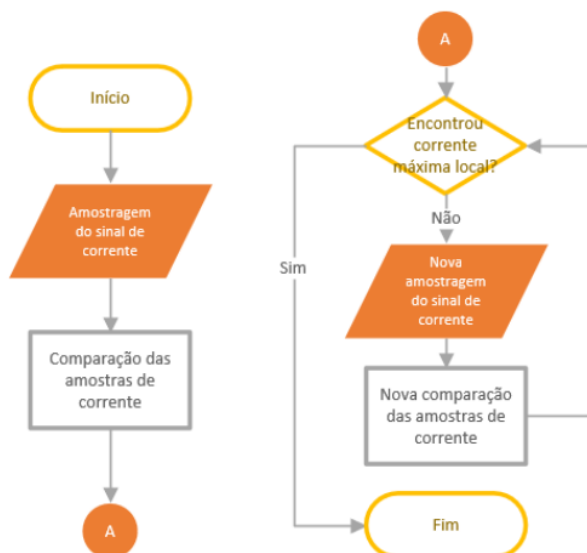 Início
Amostragem
do sinal de
corrente
Comparação das
amostras de
corrente
A
A
Encontrou
corrente
máxima local?
Não
Sim
Nova
amostragem
do sinal de
corrente
Nova comparação
das amostras de
corrente
Fim